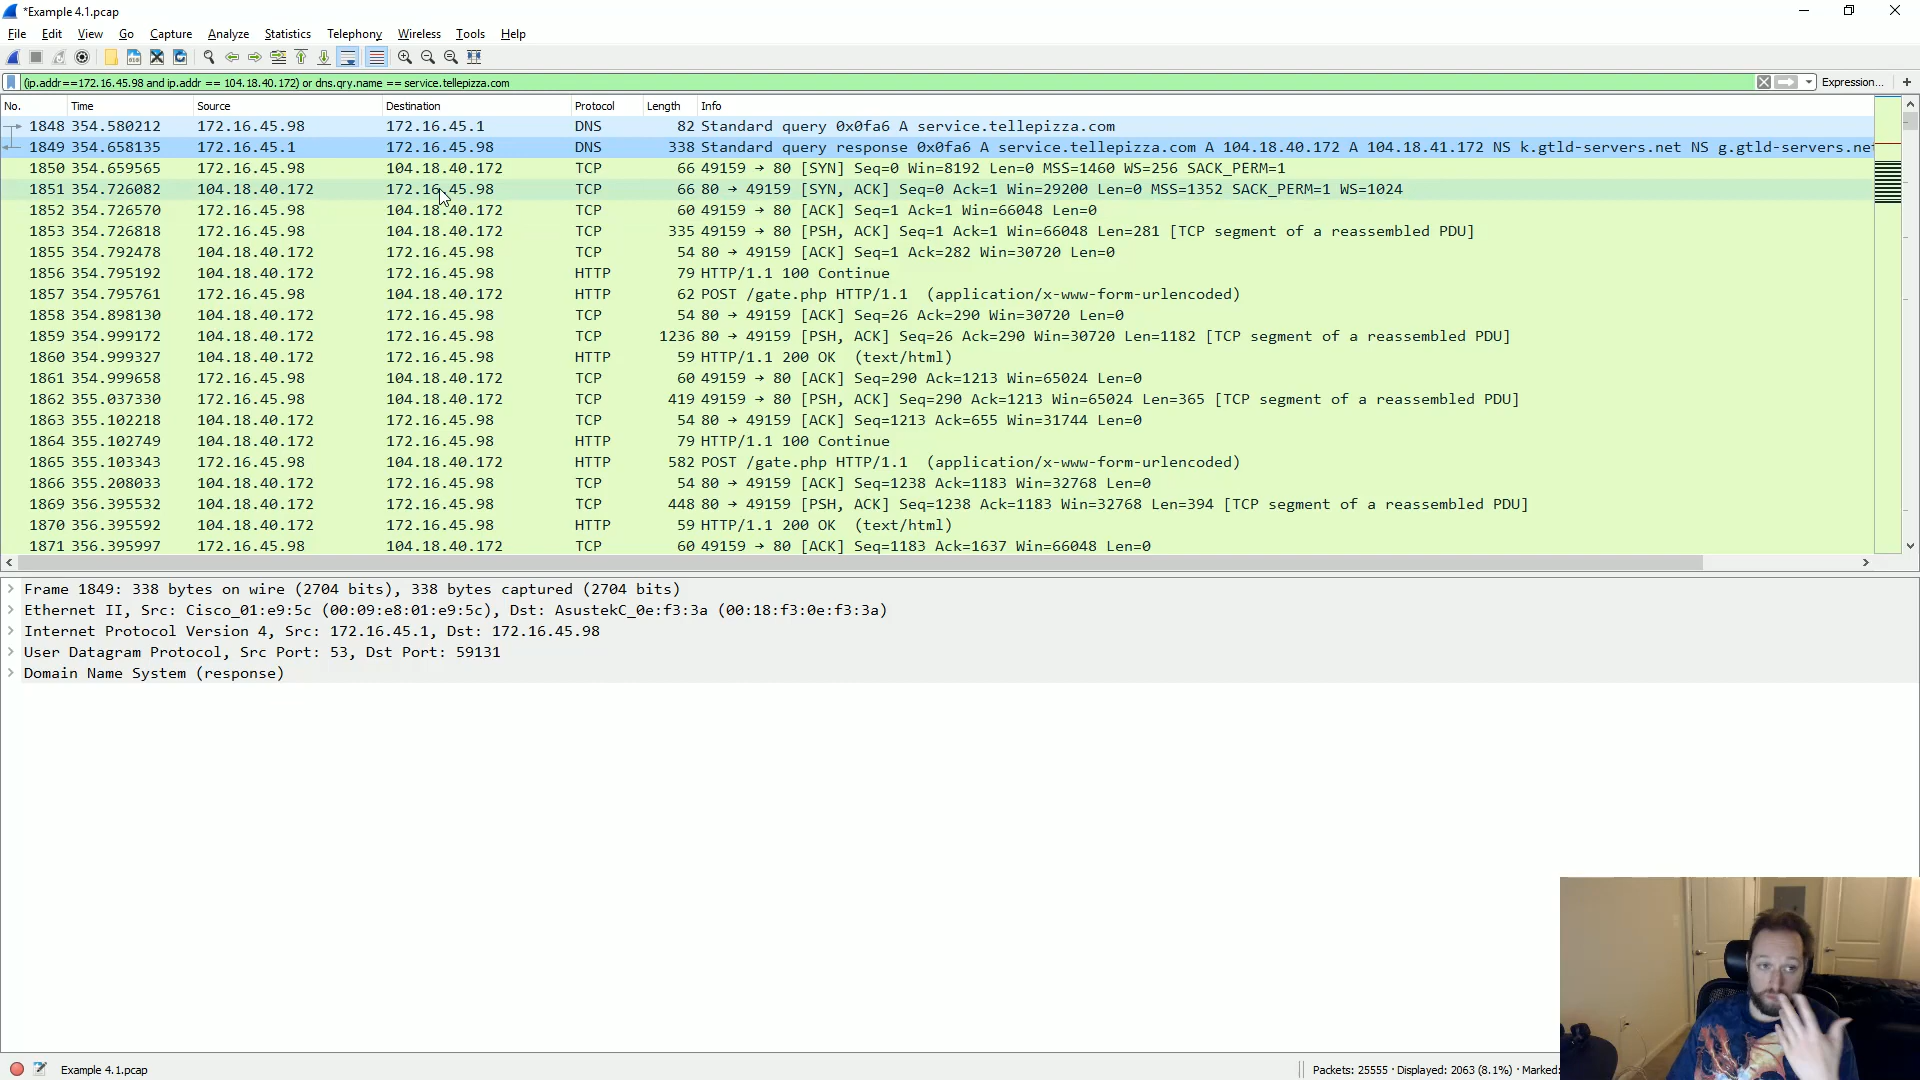 *Example 4.1.pcap
File Edit View Go Capture Analyze Statistics Telephony Wireless Tools Help
(ip.addr==172.16.45.98 and ip.addr == 104.18.40.172) or dns.qry.name == service.tellepizza.com Expression... +
No. Time Source Destination Protocol Length Info
1848 354.580212 172.16.45.98 172.16.45.1 DNS 82 Standard query 0x0fa6 A service.tellepizza.com
1849 354.658135 172.16.45.1 172.16.45.98 DNS 338 Standard query response 0x0fa6 A service.tellepizza.com A 104.18.40.172 A 104.18.41.172 NS k.gtld-servers.net NS g.gtld-servers.net
1850 354.659565 172.16.45.98 104.18.40.172 TCP 66 49159 → 80 [SYN] Seq=0 Win=8192 Len=0 MSS=1460 WS=256 SACK_PERM=1
1851 354.726082 104.18.40.172 172.16.45.98 TCP 66 80 → 49159 [SYN, ACK] Seq=0 Ack=1 Win=29200 Len=0 MSS=1352 SACK_PERM=1 WS=1024
1852 354.726570 172.16.45.98 104.18.40.172 TCP 60 49159 → 80 [ACK] Seq=1 Ack=1 Win=66048 Len=0
1853 354.726818 172.16.45.98 104.18.40.172 TCP 335 49159 → 80 [PSH, ACK] Seq=1 Ack=1 Win=66048 Len=281 [TCP segment of a reassembled PDU]
1855 354.792478 104.18.40.172 172.16.45.98 TCP 54 80 → 49159 [ACK] Seq=1 Ack=282 Win=30720 Len=0
1856 354.795192 104.18.40.172 172.16.45.98 HTTP 79 HTTP/1.1 100 Continue
1857 354.795761 172.16.45.98 104.18.40.172 HTTP 62 POST /gate.php HTTP/1.1 (application/x-www-form-urlencoded)
1858 354.898130 104.18.40.172 172.16.45.98 TCP 54 80 → 49159 [ACK] Seq=26 Ack=290 Win=30720 Len=0
1859 354.999172 104.18.40.172 172.16.45.98 TCP 1236 80 → 49159 [PSH, ACK] Seq=26 Ack=290 Win=30720 Len=1182 [TCP segment of a reassembled PDU]
1860 354.999327 104.18.40.172 172.16.45.98 HTTP 59 HTTP/1.1 200 OK (text/html)
1861 354.999658 172.16.45.98 104.18.40.172 TCP 60 49159 → 80 [ACK] Seq=290 Ack=1213 Win=65024 Len=0
1862 355.037330 172.16.45.98 104.18.40.172 TCP 419 49159 → 80 [PSH, ACK] Seq=290 Ack=1213 Win=65024 Len=365 [TCP segment of a reassembled PDU]
1863 355.102218 104.18.40.172 172.16.45.98 TCP 54 80 → 49159 [ACK] Seq=1213 Ack=655 Win=31744 Len=0
1864 355.102749 104.18.40.172 172.16.45.98 HTTP 79 HTTP/1.1 100 Continue
1865 355.103343 172.16.45.98 104.18.40.172 HTTP 582 POST /gate.php HTTP/1.1 (application/x-www-form-urlencoded)
1866 355.208033 104.18.40.172 172.16.45.98 TCP 54 80 → 49159 [ACK] Seq=1238 Ack=1183 Win=32768 Len=0
1869 356.395532 104.18.40.172 172.16.45.98 TCP 448 80 → 49159 [PSH, ACK] Seq=1238 Ack=1183 Win=32768 Len=394 [TCP segment of a reassembled PDU]
1870 356.395592 104.18.40.172 172.16.45.98 HTTP 59 HTTP/1.1 200 OK (text/html)
1871 356.395997 172.16.45.98 104.18.40.172 TCP 60 49159 → 80 [ACK] Seq=1183 Ack=1637 Win=66048 Len=0
Frame 1849: 338 bytes on wire (2704 bits), 338 bytes captured (2704 bits)
Ethernet II, Src: Cisco_01:e9:5c (00:09:e8:01:e9:5c), Dst: AsustekC_0e:f3:3a (00:18:f3:0e:f3:3a)
Internet Protocol Version 4, Src: 172.16.45.1, Dst: 172.16.45.98
User Datagram Protocol, Src Port: 53, Dst Port: 59131
Domain Name System (response)
Example 4.1.pcap Packets: 25555 · Displayed: 2063 (8.1%) · Marked: